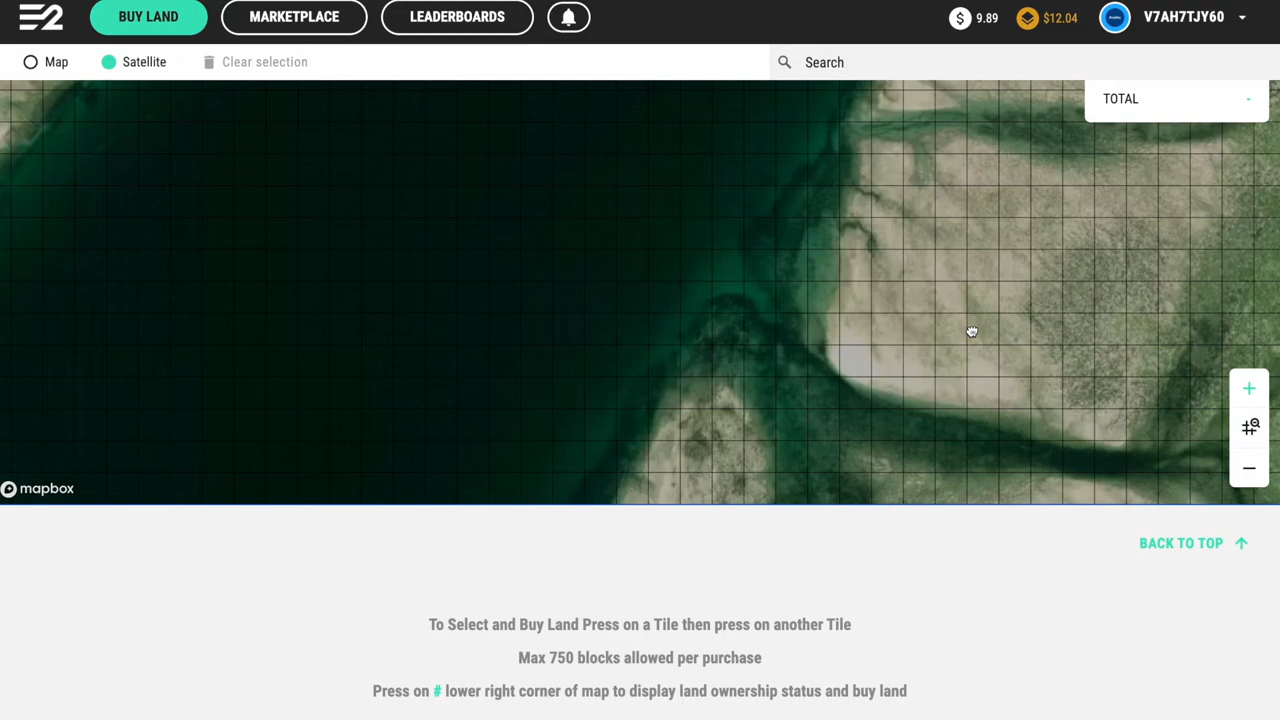 E2
BUY LAND
MARKETPLACE
LEADERBOARDS
$ 9.89
$12.04
V7AH7TJY60
Map
Satellite
Clear selection
Search
TOTAL -
+
−
mapbox
BACK TO TOP
To Select and Buy Land Press on a Tile then press on another Tile
Max 750 blocks allowed per purchase
Press on # lower right corner of map to display land ownership status and buy land